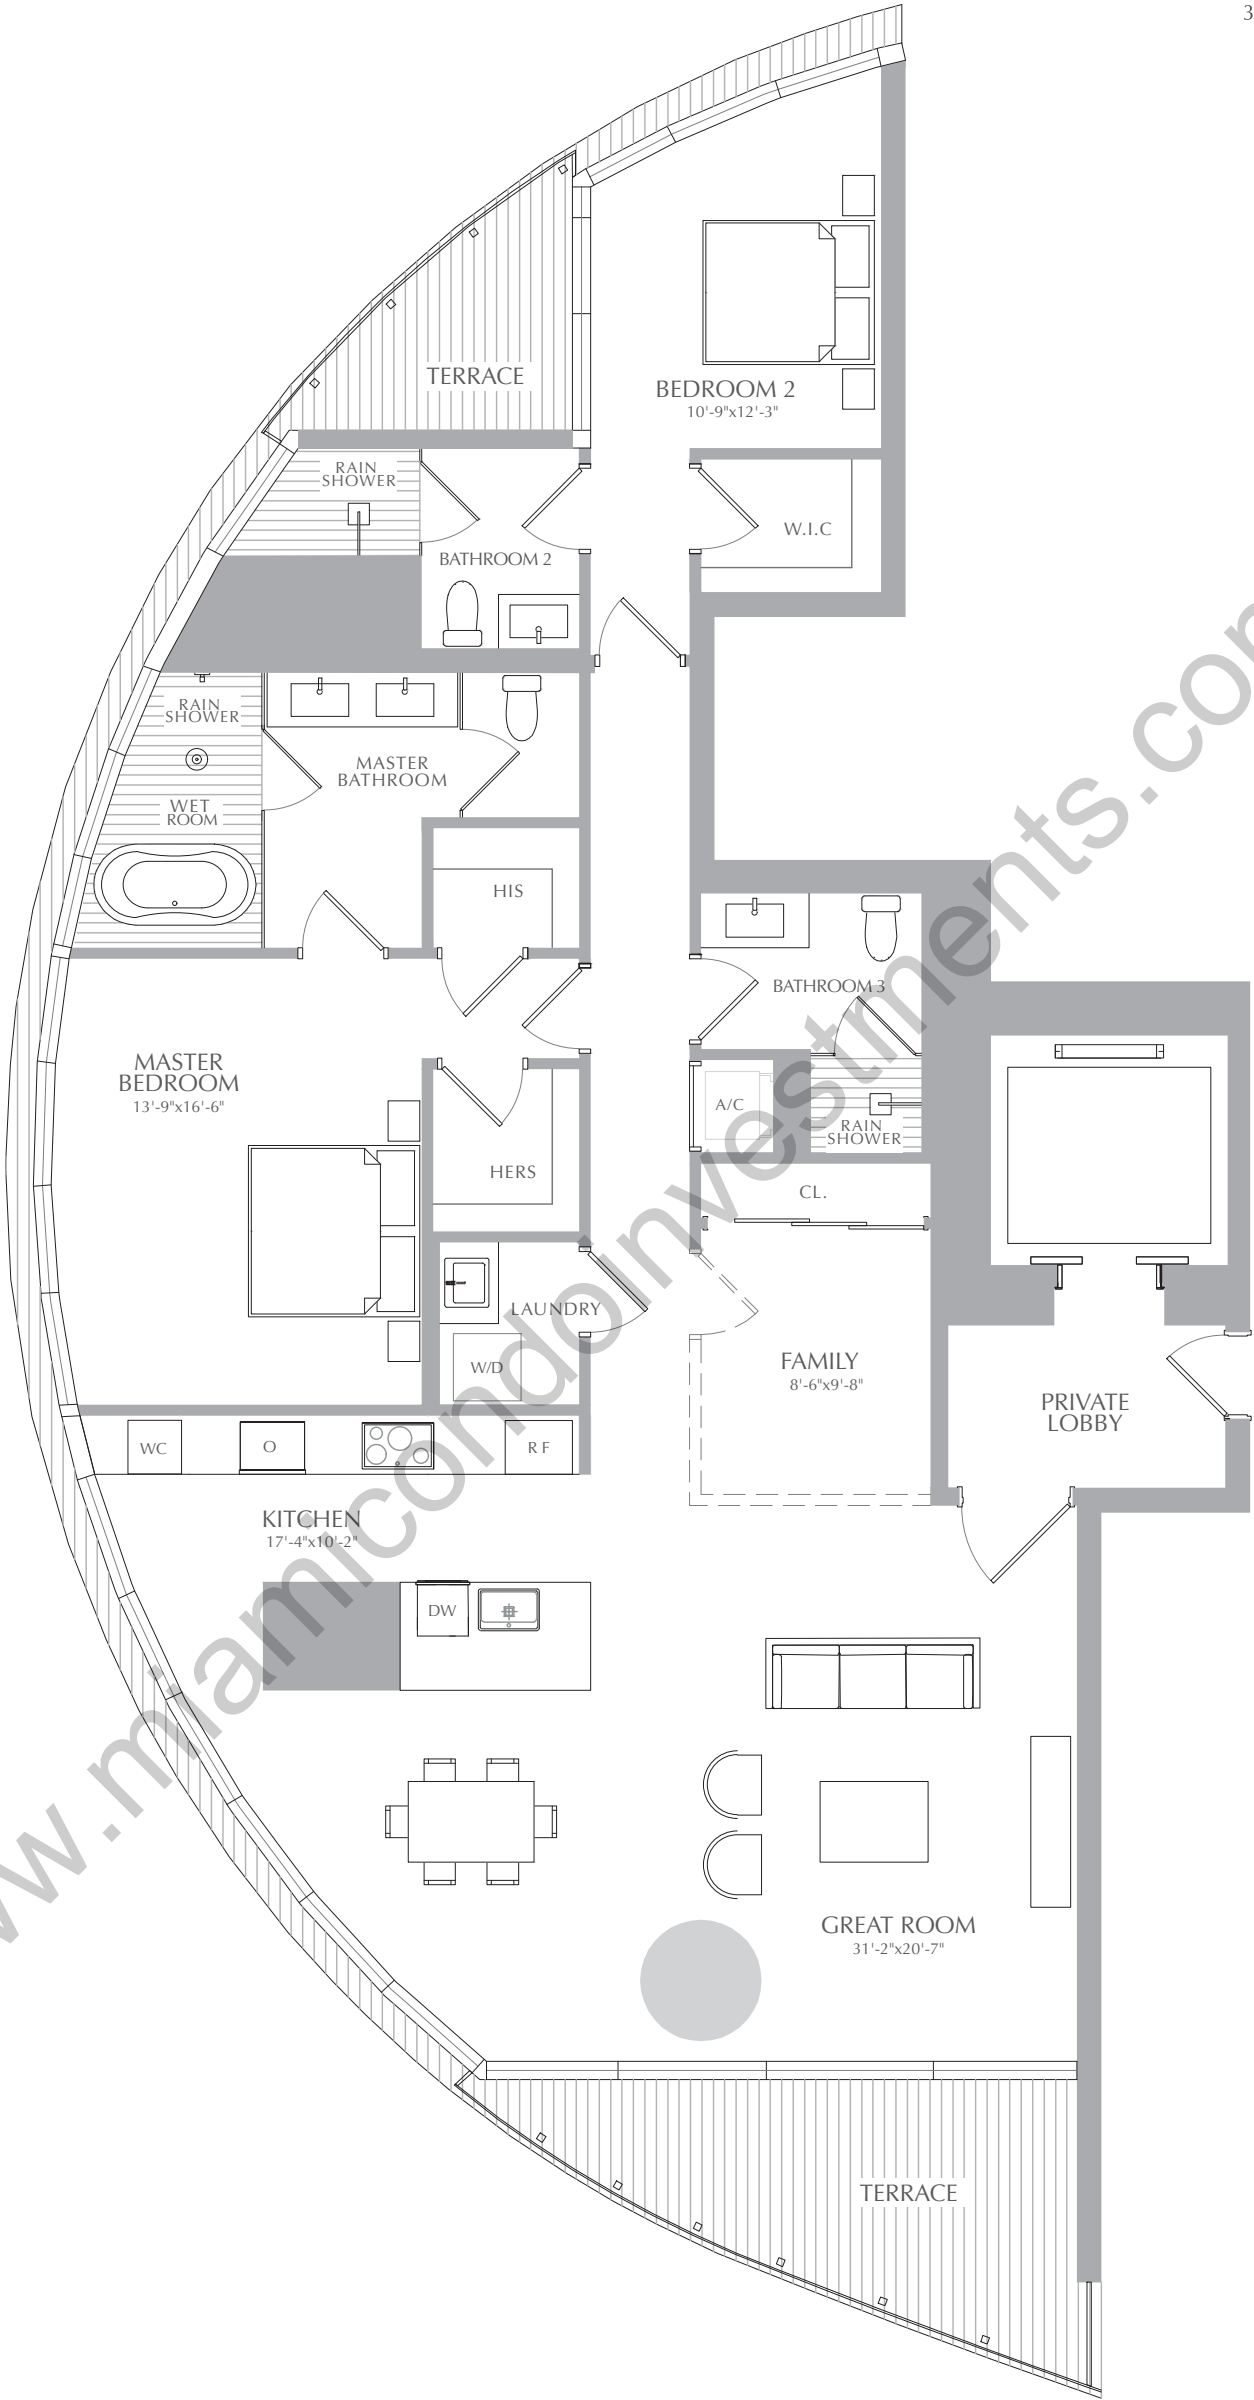 3
TERRACE
BEDROOM 2
10'-9"x12'-3"
RAIN
SHOWER
W.I.C
BATHROOM 2
RAIN
SHOWER
MASTER
BATHROOM
WET
ROOM
HIS
BATHROOM 3
MASTER
BEDROOM
13'-9"x16'-6"
A/C
RAIN
SHOWER
HERS
CL.
LAUNDRY
W/D
FAMILY
8'-6"x9'-8"
PRIVATE
LOBBY
WC
O
RF
KITCHEN
17'-4"x10'-2"
DW
GREAT ROOM
31'-2"x20'-7"
TERRACE
w.miamicondoinvestments.co